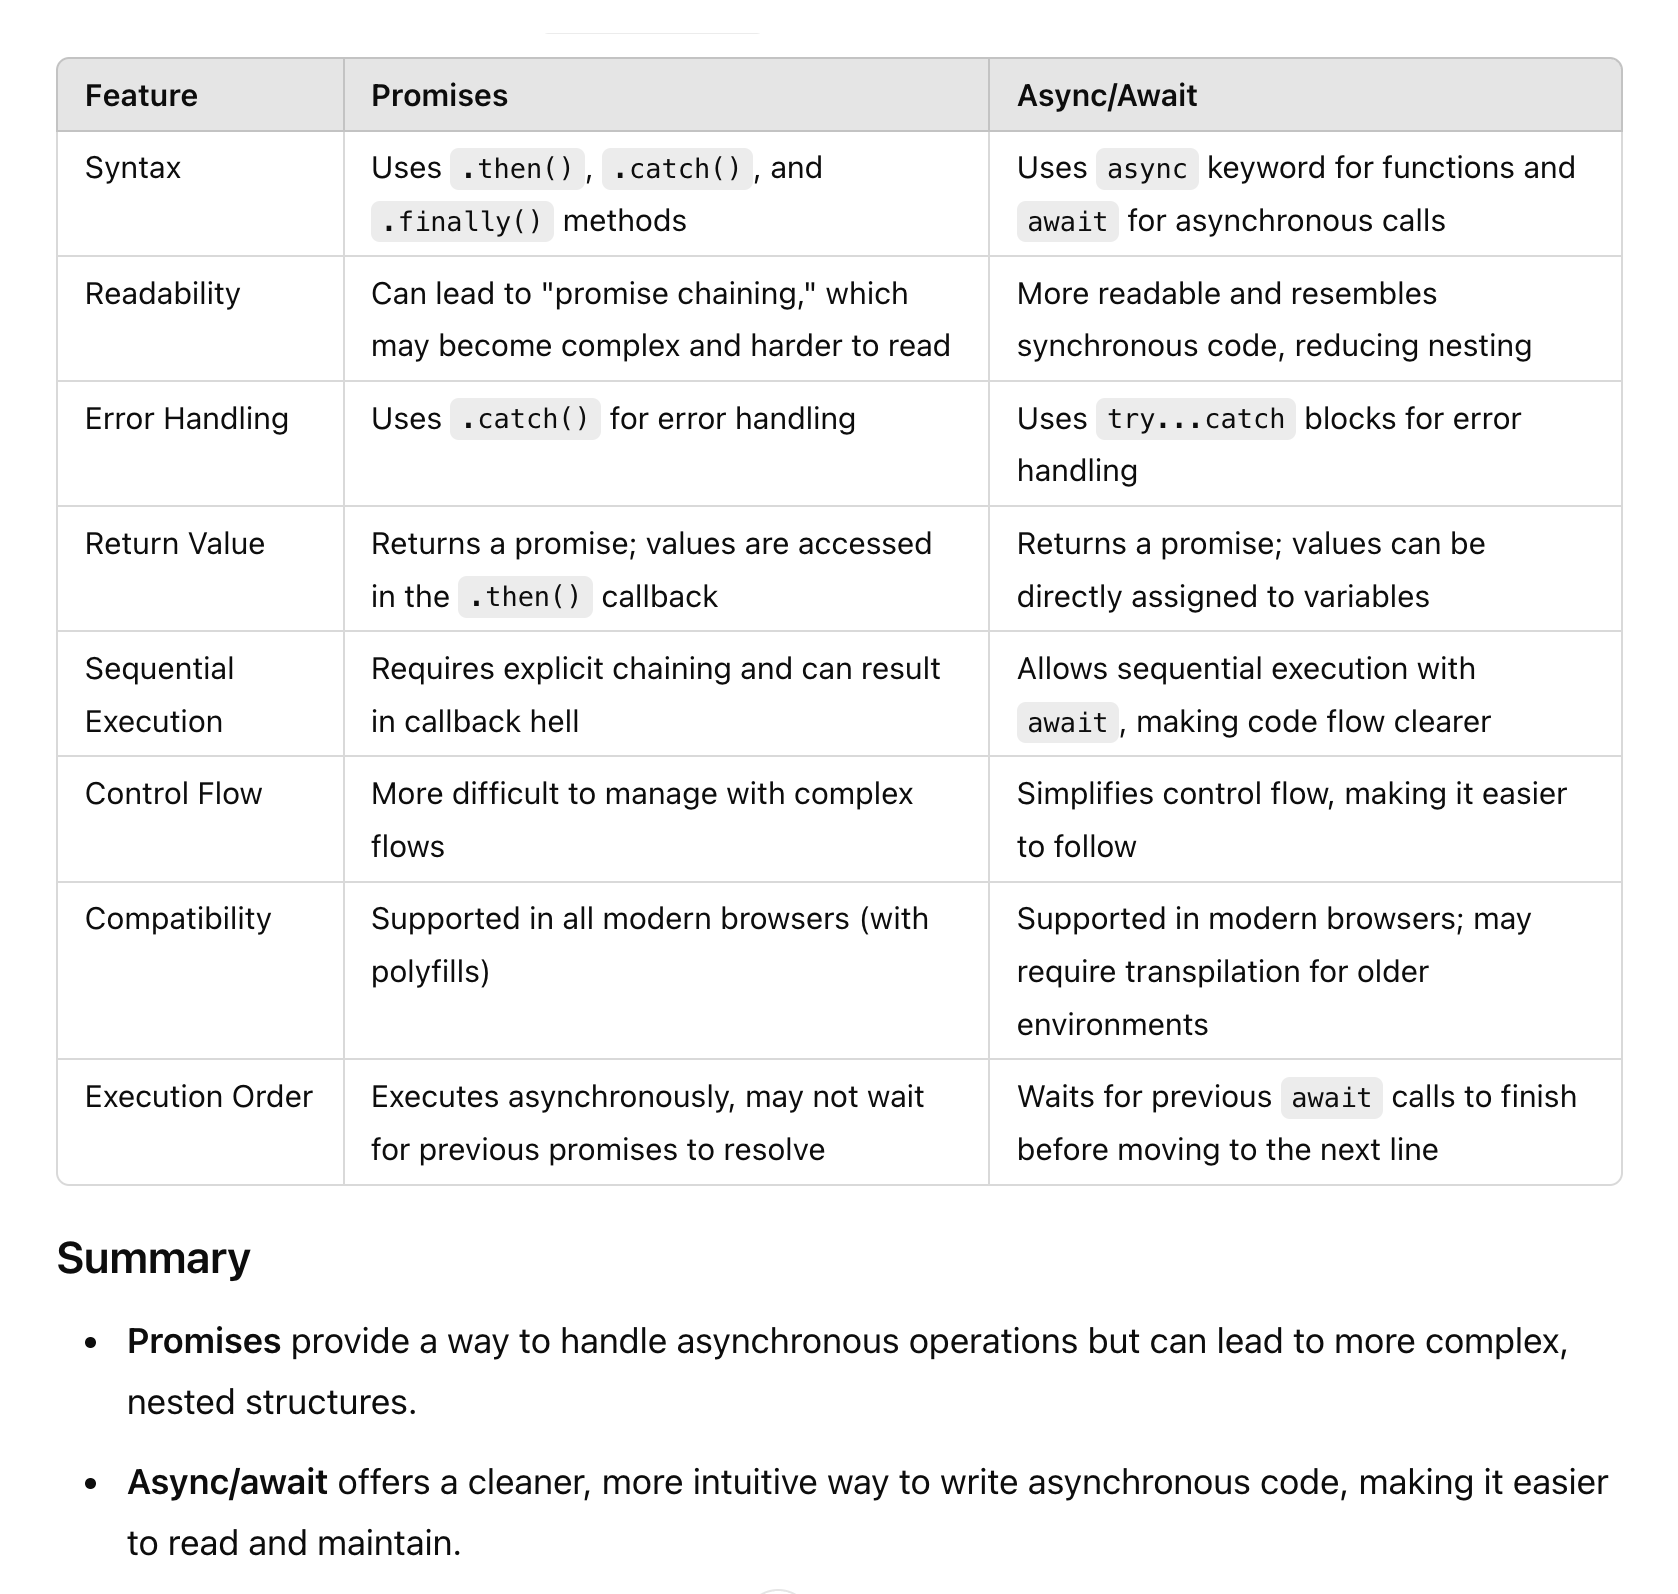 Feature Promises Async/Await
Syntax Uses .then(), .catch(), and Uses async keyword for functions and
.finally() methods await for asynchronous calls
Readability Can lead to "promise chaining," which More readable and resembles
may become complex and harder to read synchronous code, reducing nesting
Error Handling Uses .catch() for error handling Uses try...catch blocks for error
handling
Return Value Returns a promise; values are accessed Returns a promise; values can be
in the .then() callback directly assigned to variables
Sequential Requires explicit chaining and can result Allows sequential execution with
Execution in callback hell await, making code flow clearer
Control Flow More difficult to manage with complex Simplifies control flow, making it easier
flows to follow
Compatibility Supported in all modern browsers (with Supported in modern browsers; may
polyfills) require transpilation for older
environments
Execution Order Executes asynchronously, may not wait Waits for previous await calls to finish
for previous promises to resolve before moving to the next line
Summary
• Promises provide a way to handle asynchronous operations but can lead to more complex,
nested structures.
• Async/await offers a cleaner, more intuitive way to write asynchronous code, making it easier
to read and maintain.